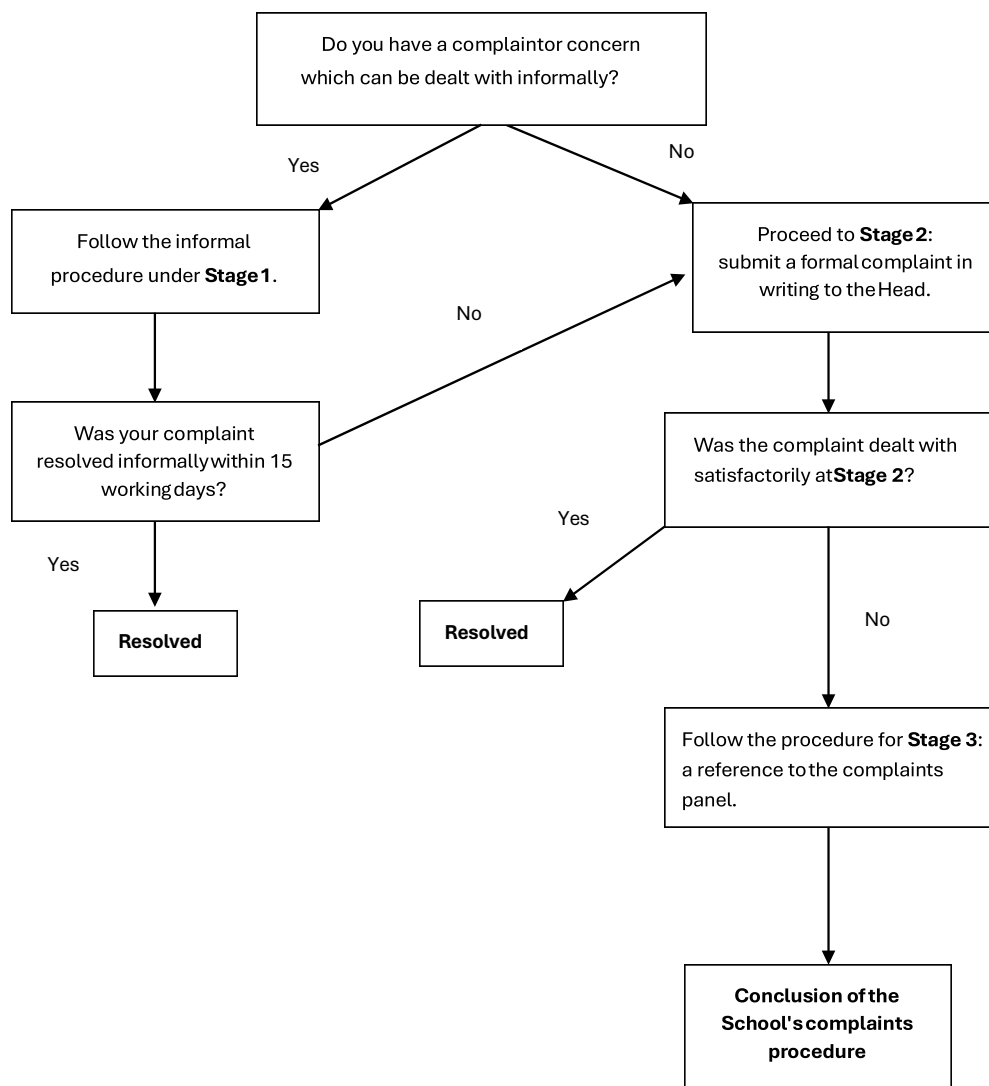 Do you have a complaintor concern
which can be dealt with informally?
Yes
No
Follow the informal
procedure under Stage 1.
Proceed to Stage 2:
submit a formal complaint in
writing to the Head.
No
Was your complaint
resolved informally within 15
working days?
Was the complaint dealt with
satisfactorily at Stage 2?
Yes
Yes
Resolved
Resolved
No
Follow the procedure for Stage 3:
a reference to the complaints
panel.
Conclusion of the
School's complaints
procedure